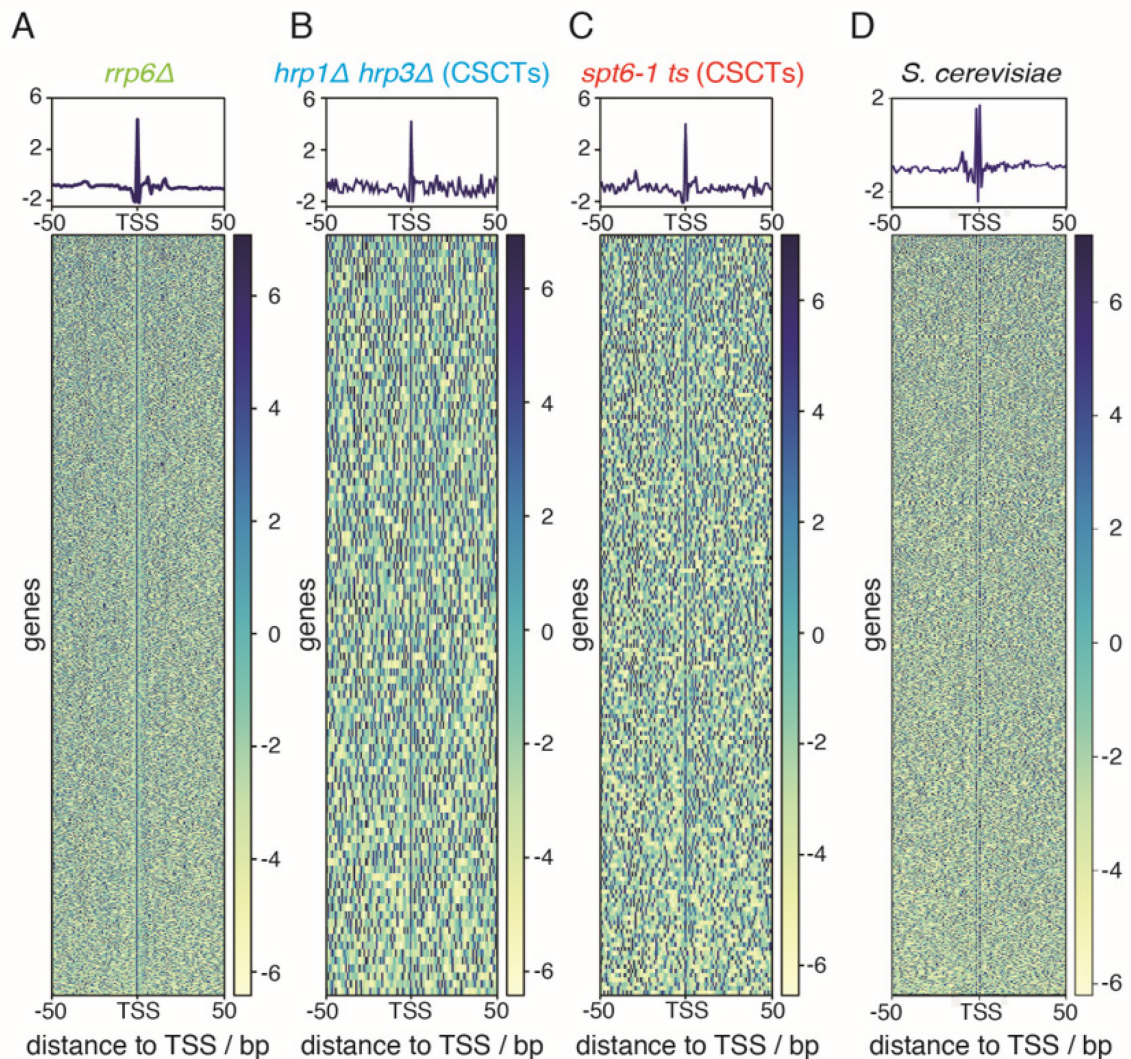 A
B
C
D
rrp6Δ
hrp1Δ hrp3Δ (CSCTs)
spt6-1 ts (CSCTs)
S. cerevisiae
6
2
-2
-50
TSS
50
6
2
-2
-50
TSS
50
6
2
-2
-50
TSS
50
2
-2
-50
TSS
50
genes
6
4
2
0
-2
-4
-6
-50
TSS
50
distance to TSS / bp
genes
6
4
2
0
-2
-4
-6
-50
TSS
50
distance to TSS / bp
genes
6
4
2
0
-2
-4
-6
-50
TSS
50
distance to TSS / bp
genes
6
4
2
0
-2
-4
-6
-50
TSS
50
distance to TSS / bp